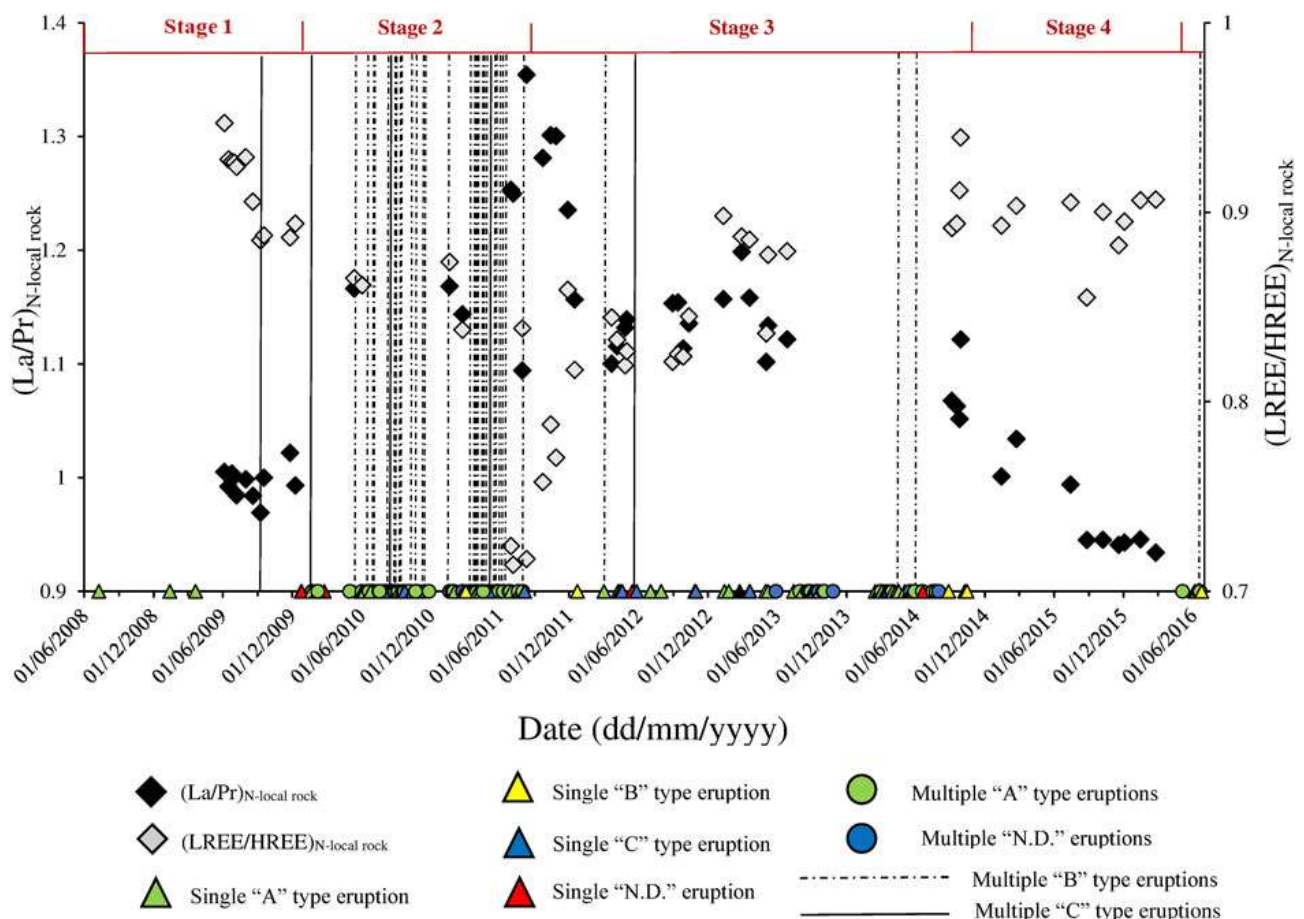 Stage 1 Stage 2 Stage 3 Stage 4
1.4
1.3
1.2
1.1
1
0.9
(La/Pr)N-local rock
1
0.9
0.8
0.7
(LREE/HREE)N-local rock
01/06/2008
01/12/2008
01/06/2009
01/12/2009
01/06/2010
01/12/2010
01/06/2011
01/12/2011
01/06/2012
01/12/2012
01/06/2013
01/12/2013
01/06/2014
01/12/2014
01/06/2015
01/12/2015
01/06/2016
Date (dd/mm/yyyy)
(La/Pr)N-local rock
(LREE/HREE)N-local rock
Single “A” type eruption
Single “B” type eruption
Single “C” type eruption
Single “N.D.” eruption
Multiple “A” type eruptions
Multiple “N.D.” eruptions
Multiple “B” type eruptions
Multiple “C” type eruptions